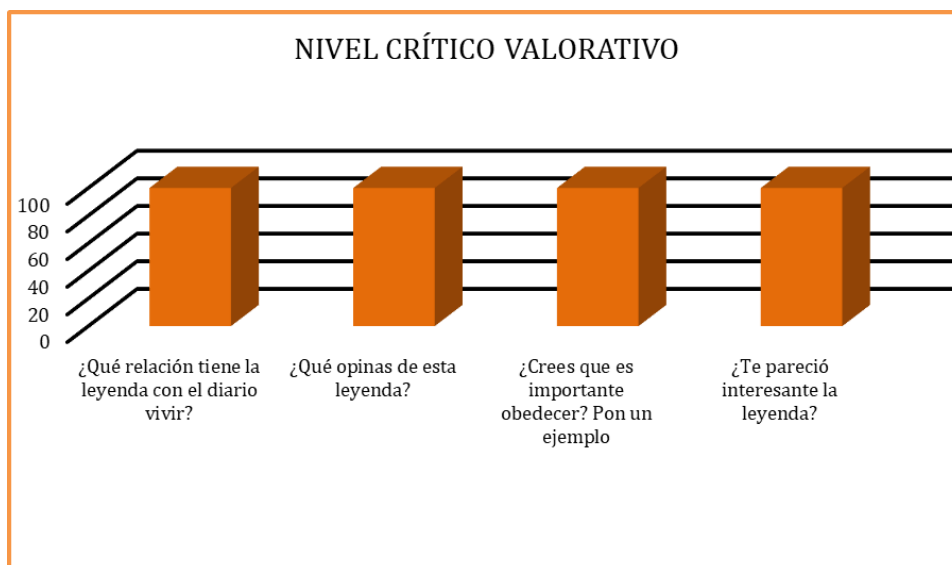 NIVEL CRÍTICO VALORATIVO
100
80
60
40
20
0
¿Qué relación tiene la
leyenda con el diario
vivir?
¿Qué opinas de esta
leyenda?
¿Crees que es
importante
obedecer? Pon un
ejemplo
¿Te pareció
interesante la
leyenda?